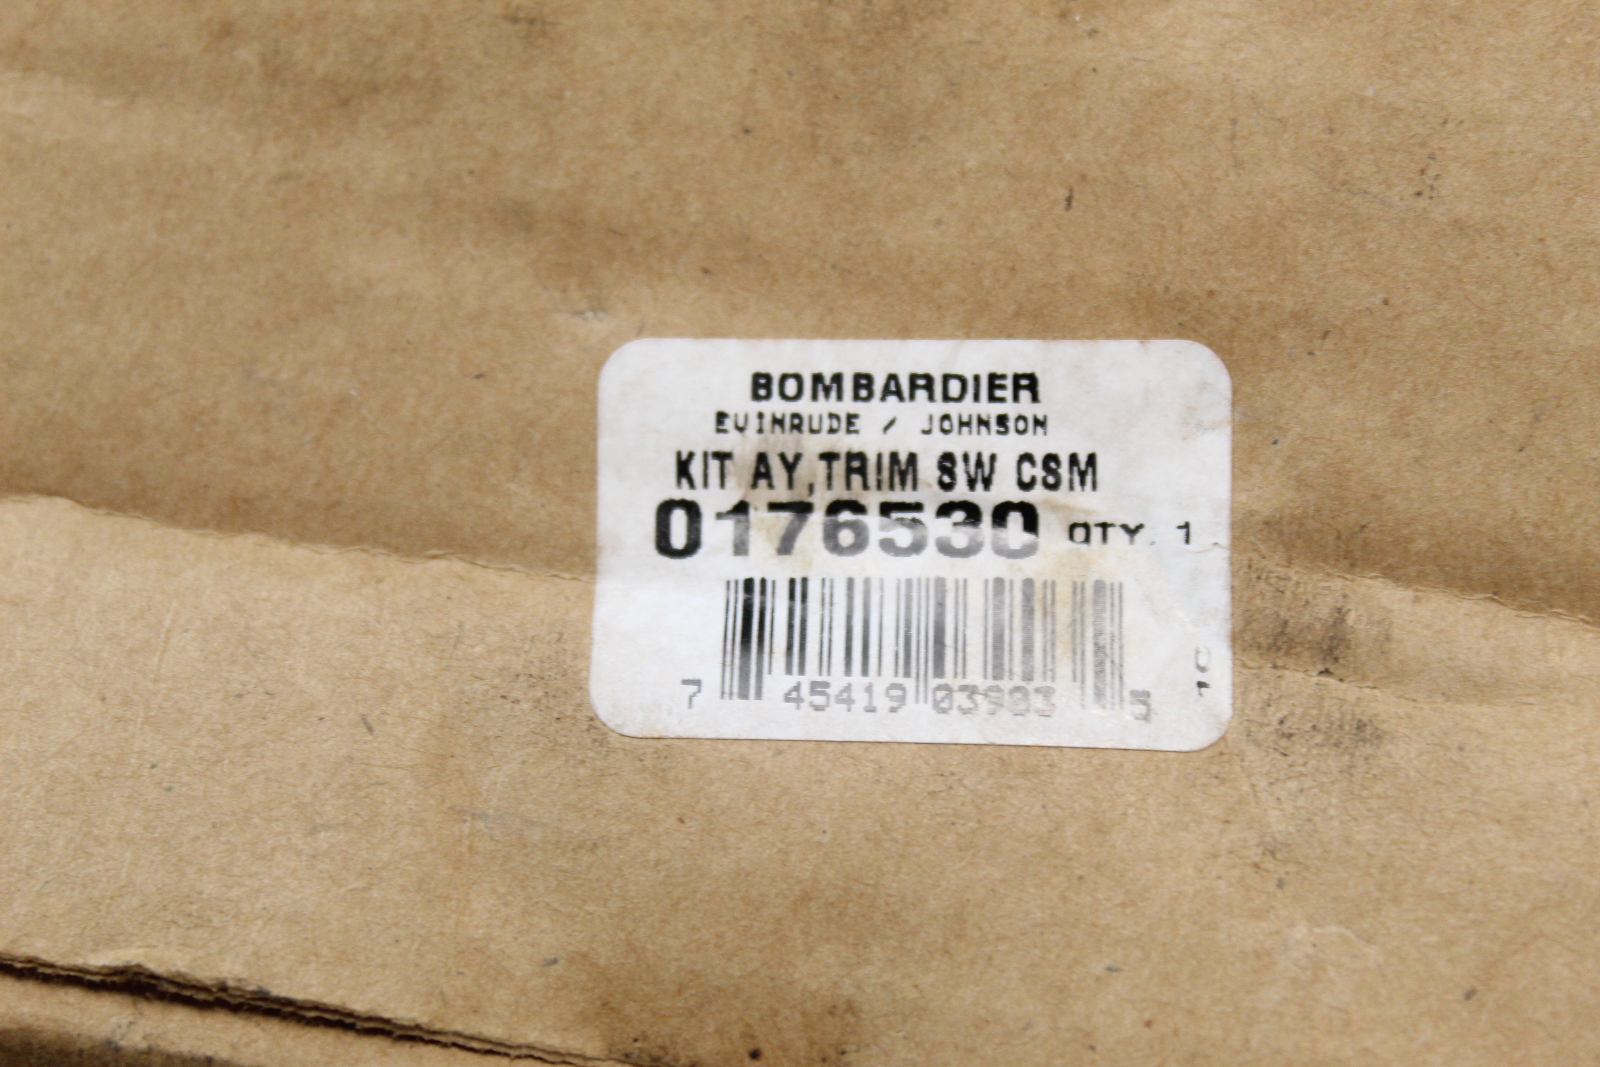 BOMBARDIER
EVINRUDE / JOHNSON
KIT AY,TRIM SW CSM
0176530 QTY. 1
7 45419 03903 5